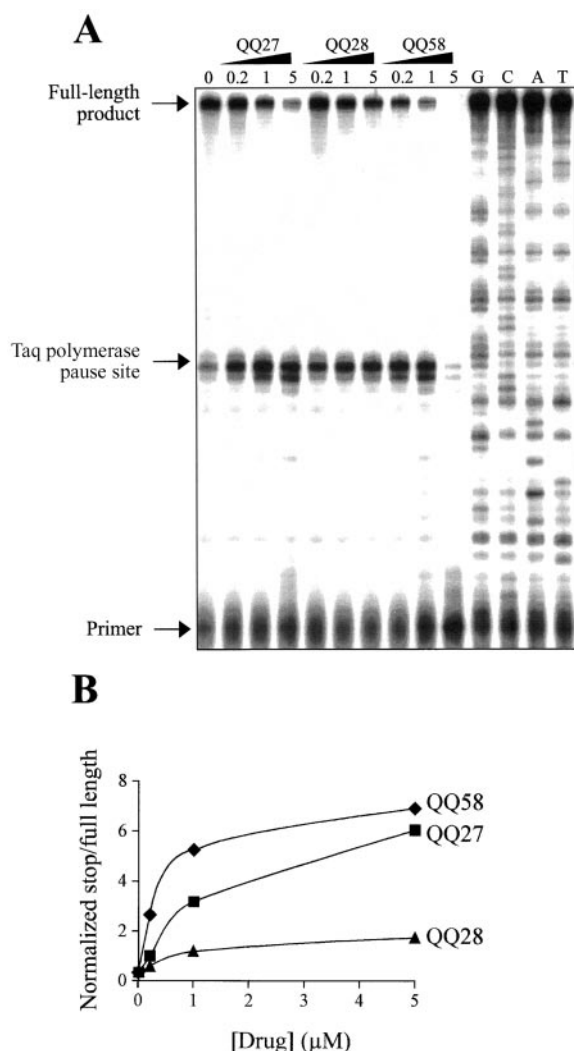 A
QQ27 QQ28 QQ58
0 0.2 1 5 0.2 1 5 0.2 1 5 G C A T
Full-length
product
Taq polymerase
pause site
Primer
B
Normalized stop/full length
8
6
4
2
0
0 1 2 3 4 5
QQ58
QQ27
QQ28
[Drug] (μM)